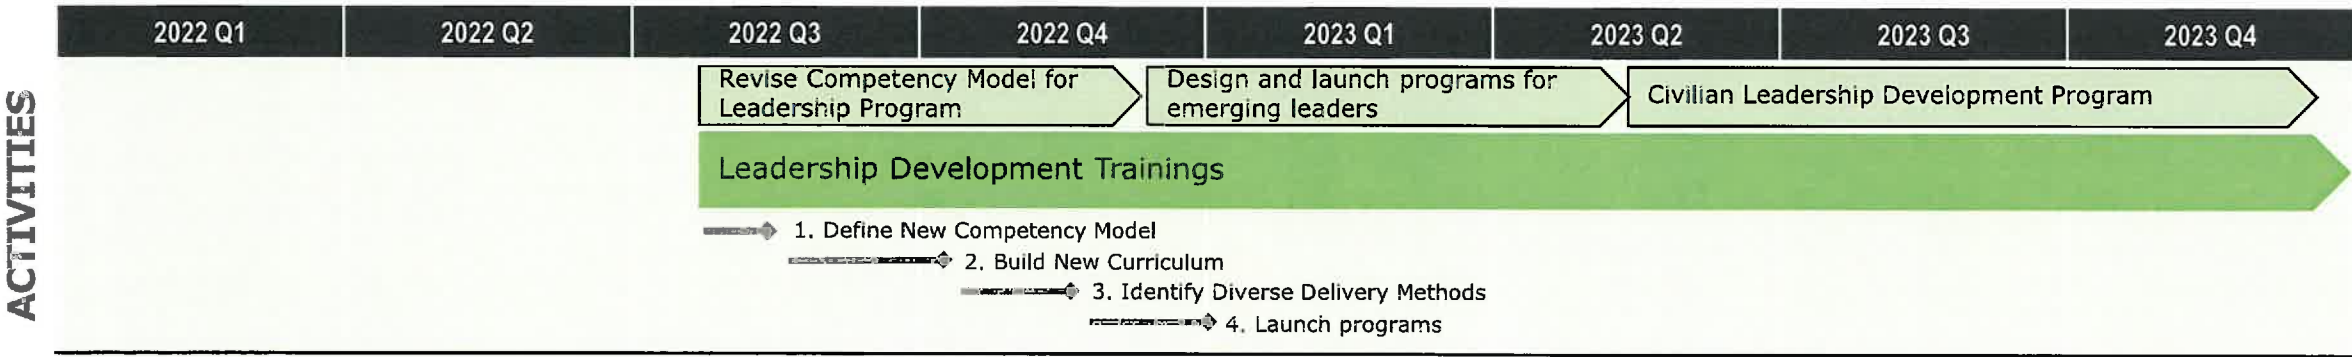 2022 Q1
2022 Q2
2022 Q3
2022 Q4
2023 Q1
2023 Q2
2023 Q3
2023 Q4
ACTIVITIES
Revise Competency Model for
Leadership Program
Design and launch programs for
emerging leaders
Civilian Leadership Development Program
Leadership Development Trainings
1. Define New Competency Model
2. Build New Curriculum
3. Identify Diverse Delivery Methods
4. Launch programs